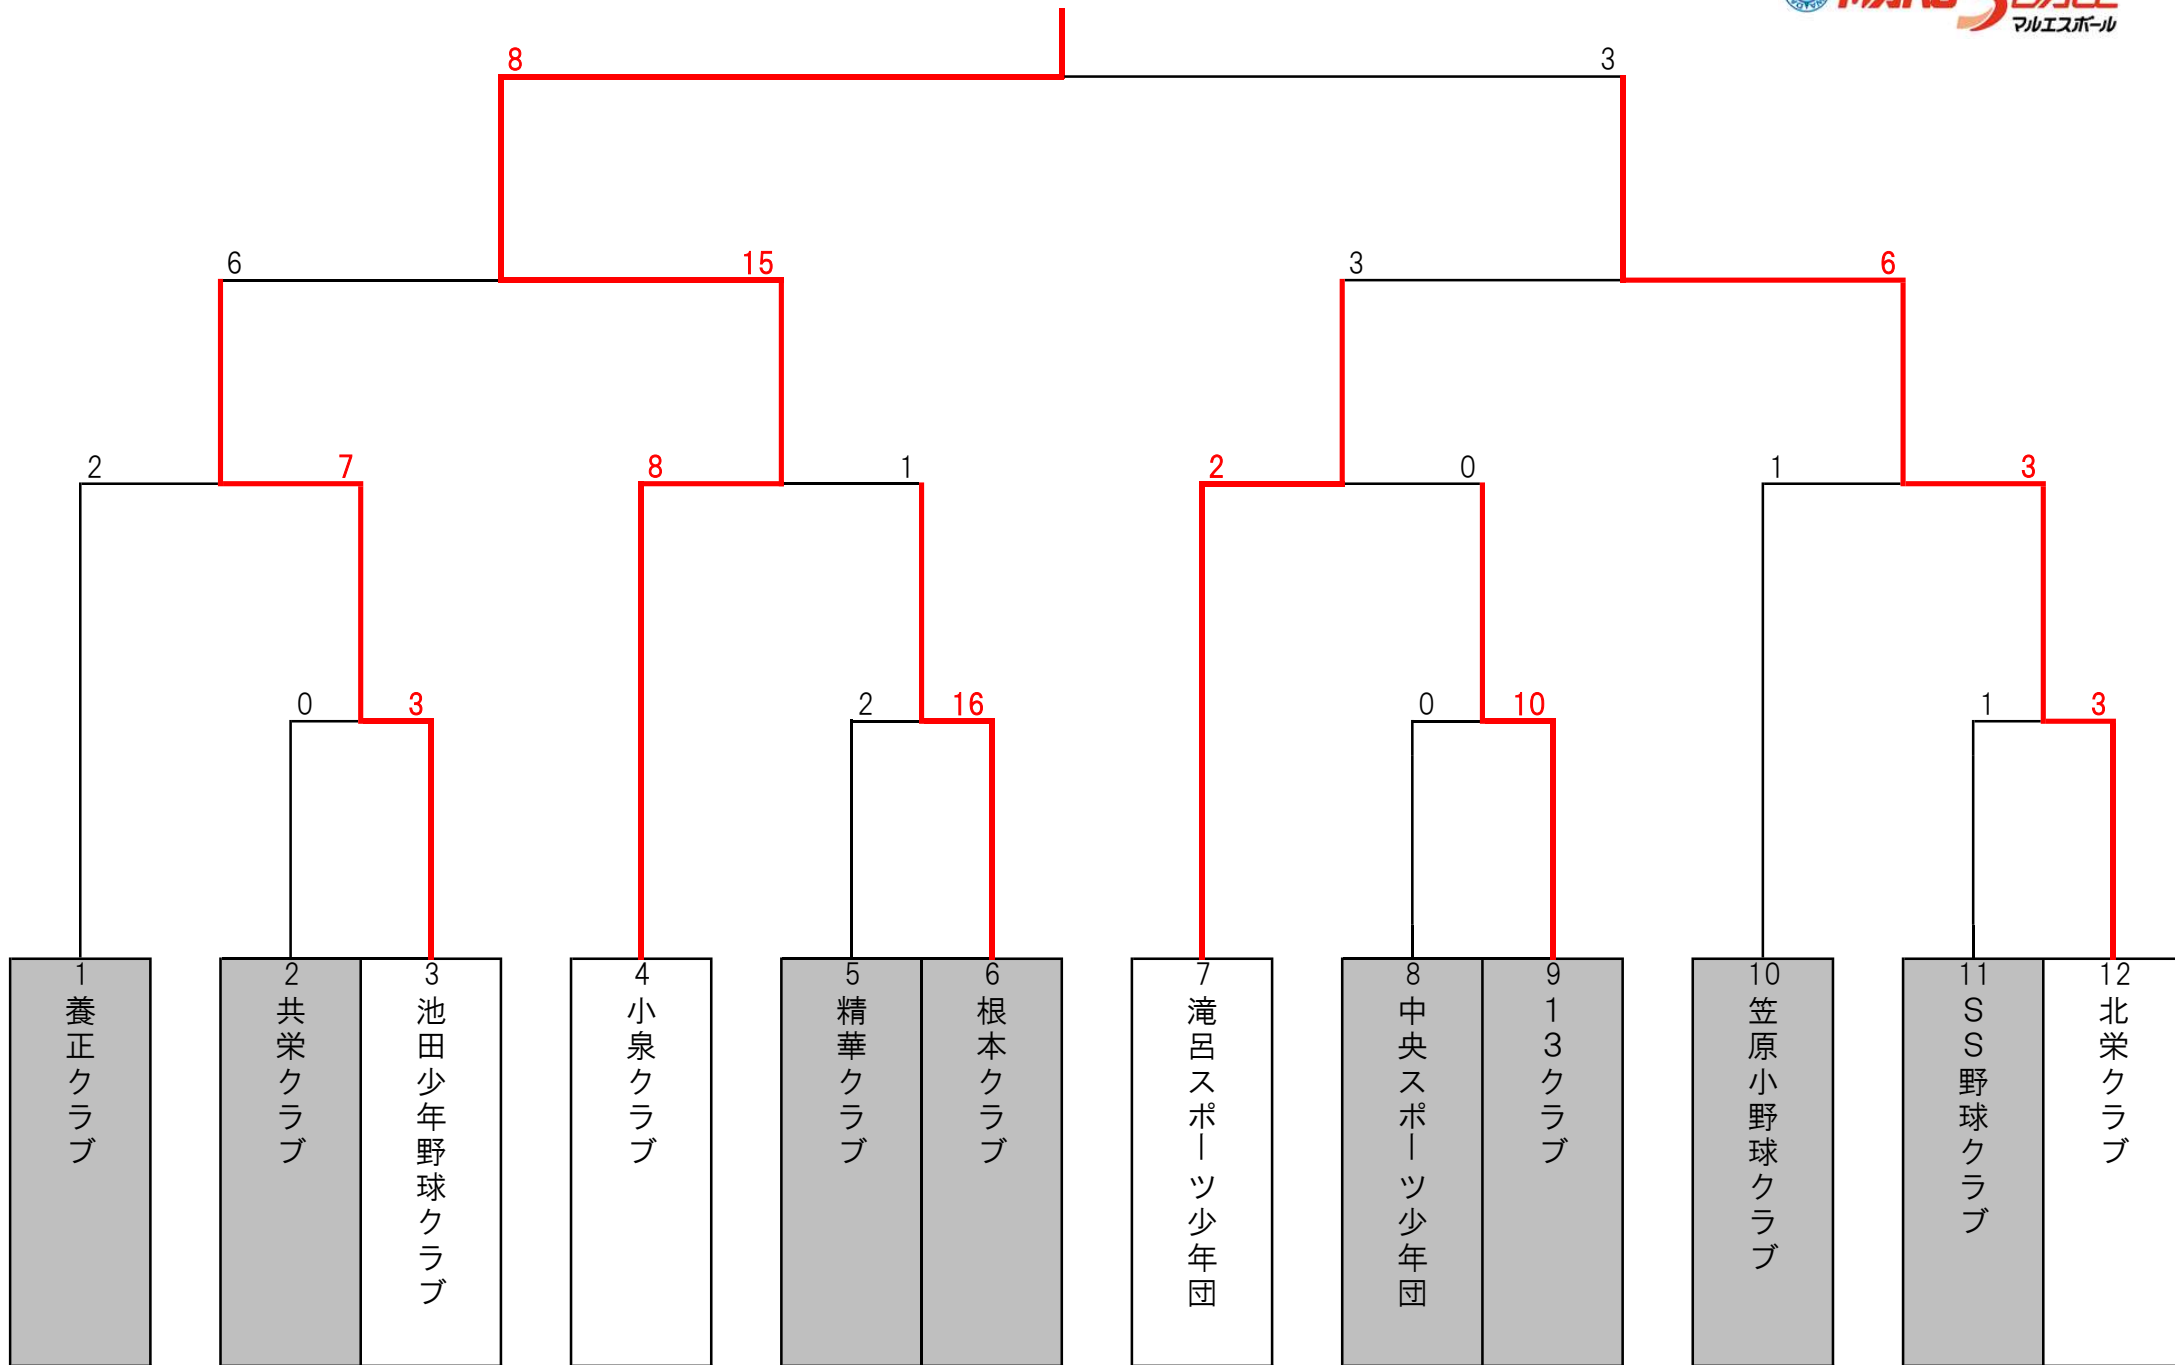 マルエスボール
8
3
6
15
3
6
2
7
8
1
2
0
1
3
0
3
2
16
0
10
1
3
1
養正クラブ
2
共栄クラブ
3
池田少年野球クラブ
4
小泉クラブ
5
精華クラブ
6
根本クラブ
7
滝呂スポーツ少年団
8
中央スポーツ少年団
9
13クラブ
10
笠原小野球クラブ
11
SS野球クラブ
12
北栄クラブ